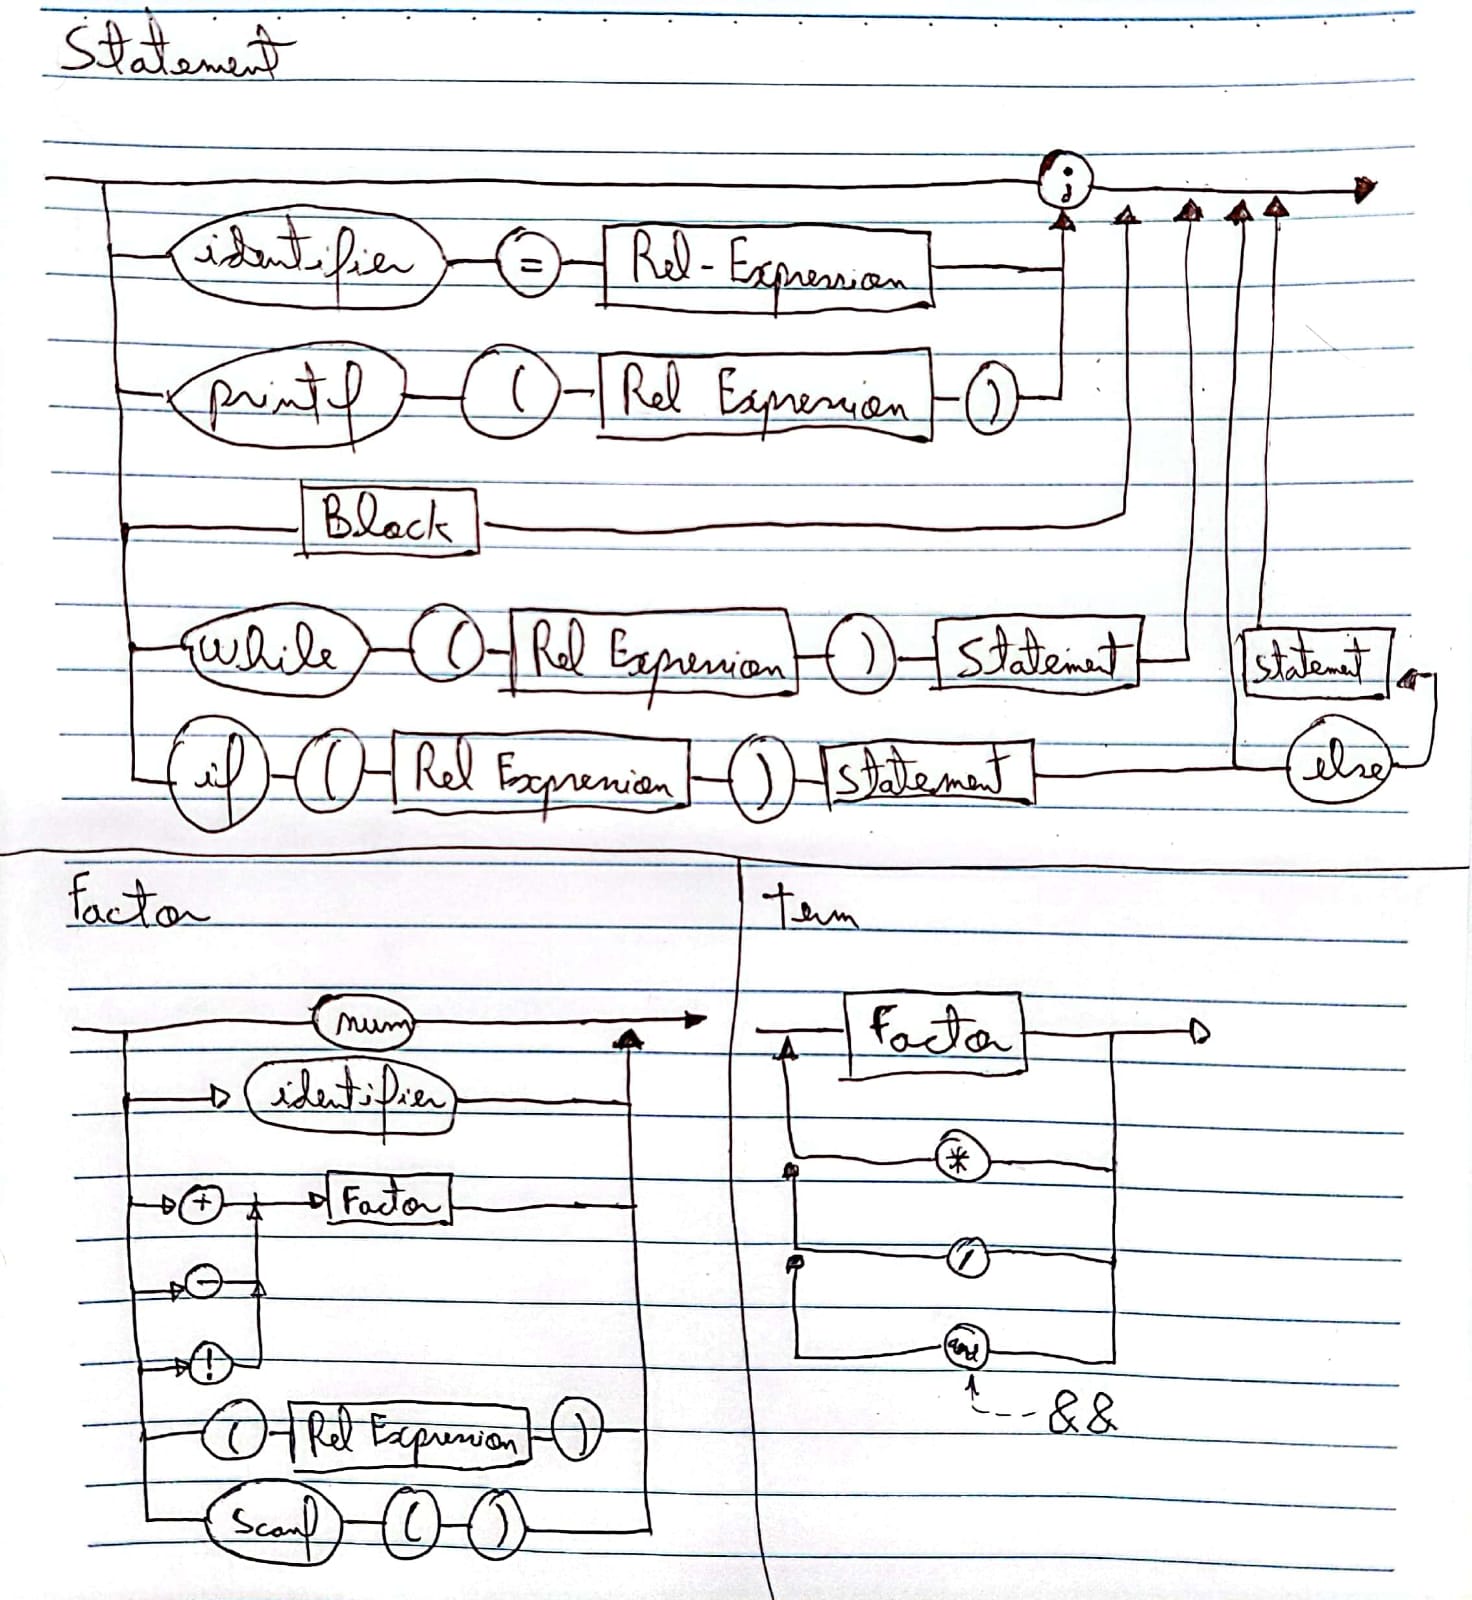 Statement
;
identifier = Rel-Expression
printf ( Rel Expression )
Block
while ( Rel Expression ) Statement
statement
if ( Rel Expression ) statement else
Factor
Term
num
Factor
identifier
*
+ Factor
-
/
!
and
&&
( Rel Expression )
scanf ( )